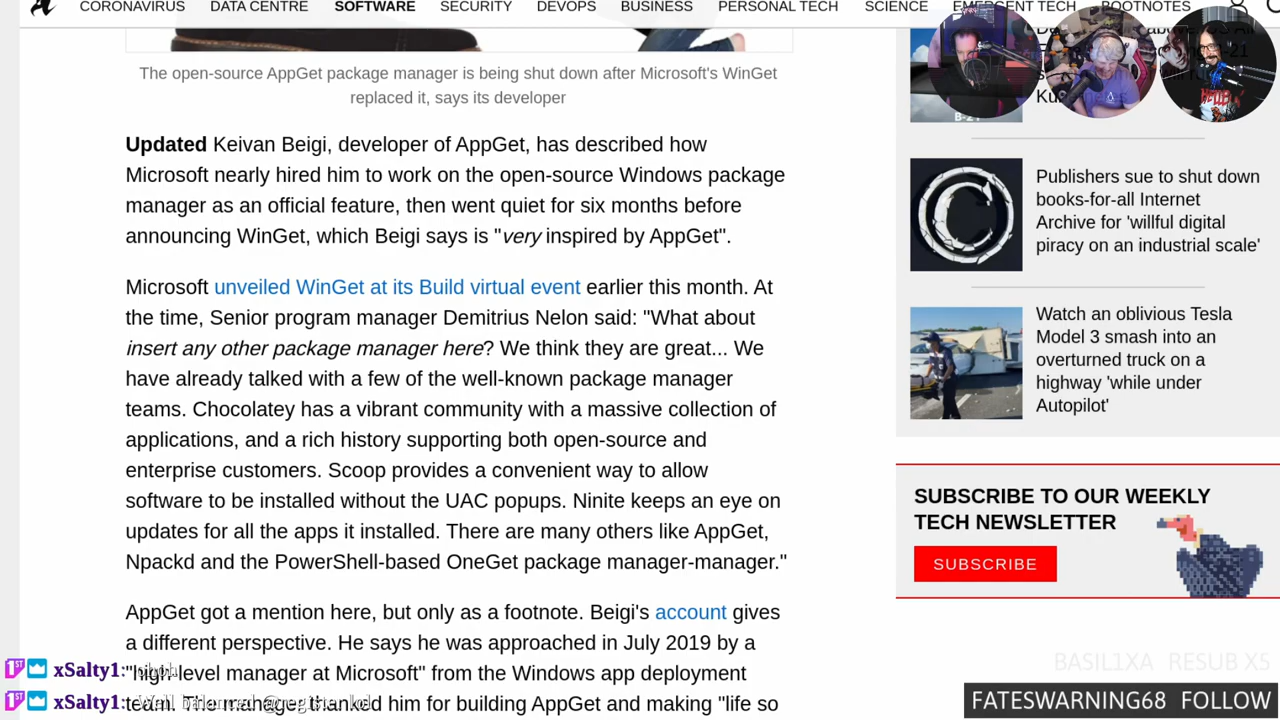 CORONAVIRUS DATA CENTRE SOFTWARE SECURITY DEVOPS BUSINESS PERSONAL TECH SCIENCE EMERGENT TECH BOOTNOTES
The open-source AppGet package manager is being shut down after Microsoft's WinGet
replaced it, says its developer
Updated Keivan Beigi, developer of AppGet, has described how
Microsoft nearly hired him to work on the open-source Windows package
manager as an official feature, then went quiet for six months before
announcing WinGet, which Beigi says is "very inspired by AppGet".
Microsoft unveiled WinGet at its Build virtual event earlier this month. At
the time, Senior program manager Demitrius Nelon said: "What about
insert any other package manager here? We think they are great... We
have already talked with a few of the well-known package manager
teams. Chocolatey has a vibrant community with a massive collection of
applications, and a rich history supporting both open-source and
enterprise customers. Scoop provides a convenient way to allow
software to be installed without the UAC popups. Ninite keeps an eye on
updates for all the apps it installed. There are many others like AppGet,
Npackd and the PowerShell-based OneGet package manager-manager."
AppGet got a mention here, but only as a footnote. Beigi's account gives
a different perspective. He says he was approached in July 2019 by a
"high-level manager at Microsoft" from the Windows app deployment
team. The manager thanked him for building AppGet and making "life so
B-21
Publishers sue to shut down
books-for-all Internet
Archive for 'willful digital
piracy on an industrial scale'
Watch an oblivious Tesla
Model 3 smash into an
overturned truck on a
highway 'while under
Autopilot'
SUBSCRIBE TO OUR WEEKLY
TECH NEWSLETTER
SUBSCRIBE
1ST xSalty1:
1ST xSalty1: Well balanced @register lol
BASIL1XA RESUB X5
FATESWARNING68 FOLLOW